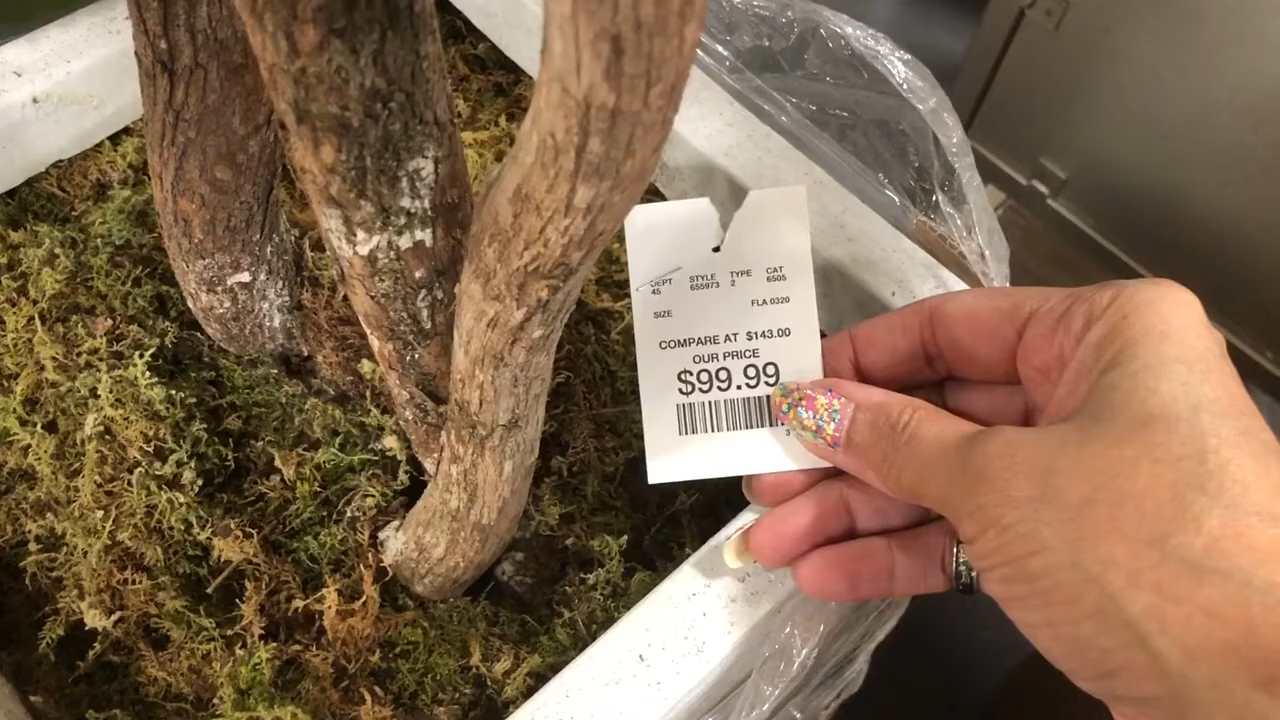 DEPT STYLE TYPE CAT
45 655973 2 6505
SIZE FLA 0320
COMPARE AT $143.00
OUR PRICE
$99.99
3